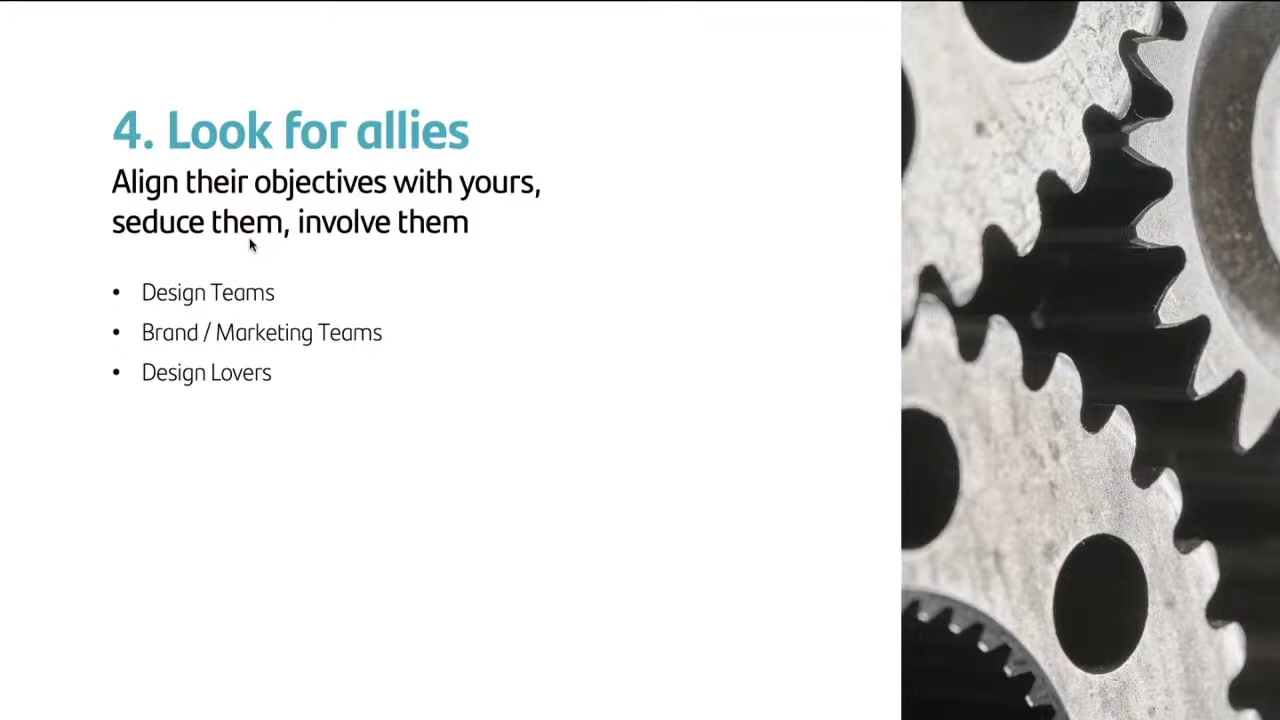 4. Look for allies
Align their objectives with yours,
seduce them, involve them
• Design Teams
• Brand / Marketing Teams
• Design Lovers